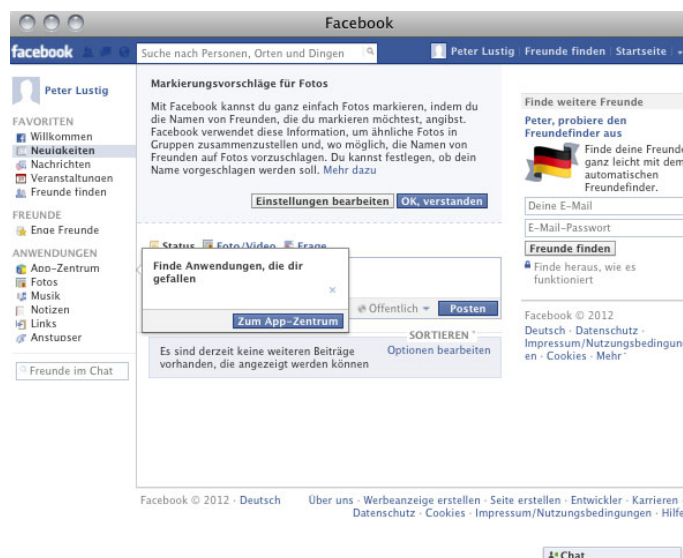 Facebook
facebook
Suche nach Personen, Orten und Dingen
Peter Lustig
Freunde finden
Startseite
Peter Lustig
FAVORITEN
Willkommen
Neuigkeiten
Nachrichten
Veranstaltungen
Freunde finden
FREUNDE
Enge Freunde
ANWENDUNGEN
App-Zentrum
Fotos
Musik
Notizen
Links
Anstupser
Freunde im Chat
Markierungsvorschläge für Fotos
Mit Facebook kannst du ganz einfach Fotos markieren, indem du
die Namen von Freunden, die du markieren möchtest, angibst.
Facebook verwendet diese Information, um ähnliche Fotos in
Gruppen zusammenzustellen und, wo möglich, die Namen von
Freunden auf Fotos vorzuschlagen. Du kannst festlegen, ob dein
Name vorgeschlagen werden soll. Mehr dazu
Einstellungen bearbeiten
OK, verstanden
Status
Foto/Video
Frage
Finde Anwendungen, die dir
gefallen
×
Zum App-Zentrum
Öffentlich
Posten
SORTIEREN
Es sind derzeit keine weiteren Beiträge
vorhanden, die angezeigt werden können
Optionen bearbeiten
Finde weitere Freunde
Peter, probiere den
Freundefinder aus
Finde deine Freunde
ganz leicht mit dem
automatischen
Freundefinder.
Deine E-Mail
E-Mail-Passwort
Freunde finden
Finde heraus, wie es
funktioniert
Facebook © 2012
Deutsch · Datenschutz ·
Impressum/Nutzungsbedingung
en · Cookies · Mehr
Facebook © 2012 · Deutsch
Über uns · Werbeanzeige erstellen · Seite erstellen · Entwickler · Karrieren ·
Datenschutz · Cookies · Impressum/Nutzungsbedingungen · Hilfe
Chat